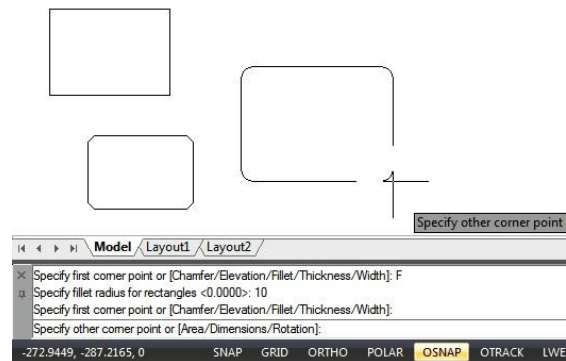 Specify other corner point
Model Layout1 Layout2
Specify first corner point or [Chamfer/Elevation/Fillet/Thickness/Width]: F
Specify fillet radius for rectangles <0.0000>: 10
Specify first corner point or [Chamfer/Elevation/Fillet/Thickness/Width]:
Specify other corner point or [Area/Dimensions/Rotation]:
-272.9449, -287.2165, 0 SNAP GRID ORTHO POLAR OSNAP OTRACK LWE